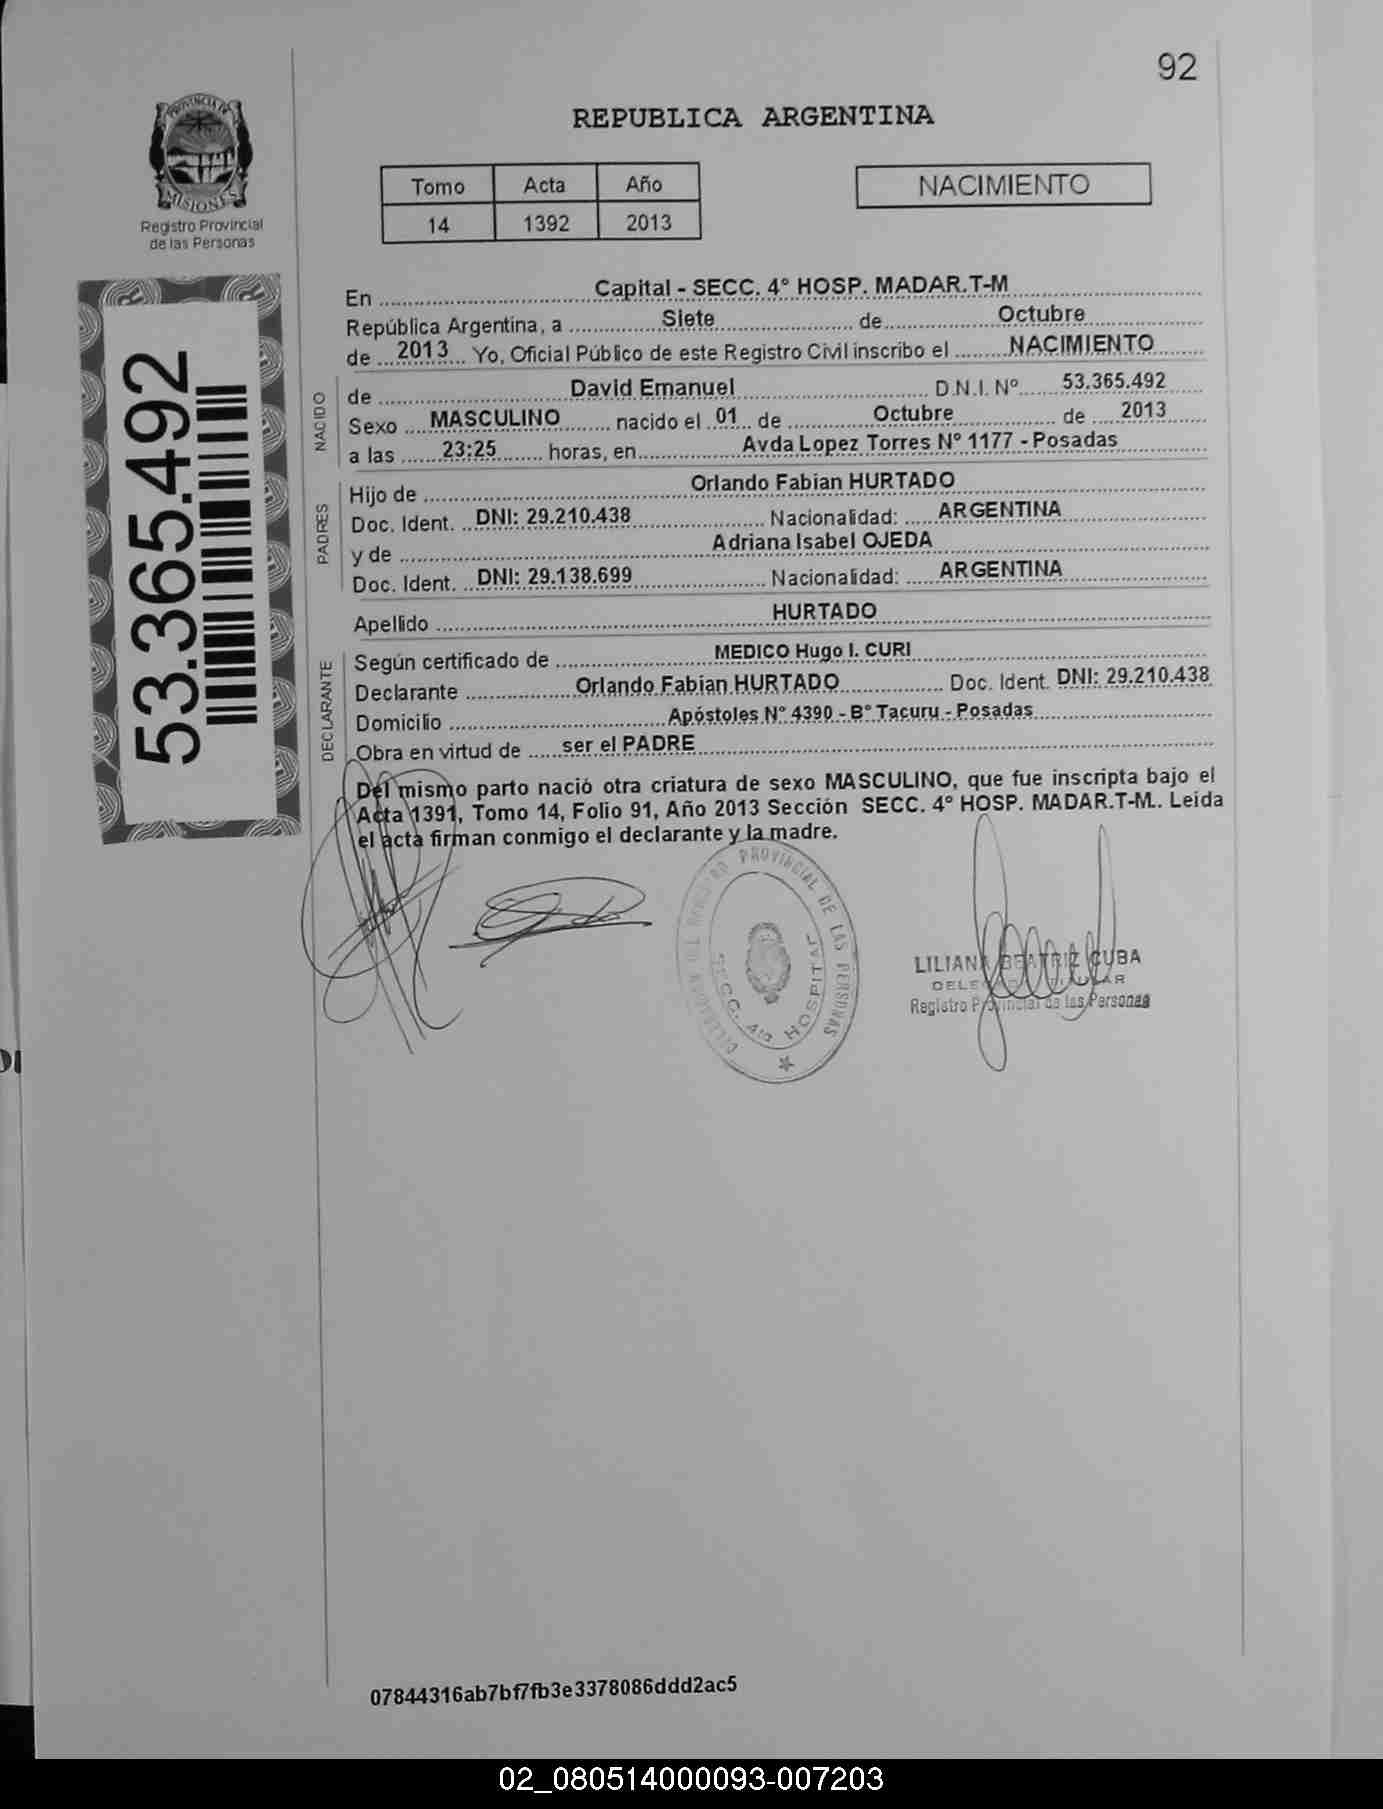 92
REPUBLICA ARGENTINA
PROVINCIA DE
MISIONES
Registro Provincial
de las Personas
Tomo Acta Año
14 1392 2013
NACIMIENTO
53.365.492
En Capital - SECC. 4° HOSP. MADAR.T-M
República Argentina, a Siete de Octubre
de 2013 Yo, Oficial Público de este Registro Civil inscribo el NACIMIENTO
NACIDO
de David Emanuel D.N.I. Nº 53.365.492
Sexo MASCULINO nacido el 01 de Octubre de 2013
a las 23:25 horas, en Avda Lopez Torres N° 1177 - Posadas
PADRES
Hijo de Orlando Fabian HURTADO
Doc. Ident. DNI: 29.210.438 Nacionalidad: ARGENTINA
y de Adriana Isabel OJEDA
Doc. Ident. DNI: 29.138.699 Nacionalidad: ARGENTINA
Apellido HURTADO
DECLARANTE
Según certificado de MEDICO Hugo I. CURI
Declarante Orlando Fabian HURTADO Doc. Ident. DNI: 29.210.438
Domicilio Apóstoles N° 4390 - B° Tacuru - Posadas
Obra en virtud de ser el PADRE
Del mismo parto nació otra criatura de sexo MASCULINO, que fue inscripta bajo el
Acta 1391, Tomo 14, Folio 91, Año 2013 Sección SECC. 4° HOSP. MADAR.T-M.. Leida
el acta firman conmigo el declarante y la madre.
PROVINCIAL DE LAS PERSONAS
SECC. 4ta HOSPITAL
LILIANA BEATRIZ CUBA
DELEGADA TITULAR
Registro Provincial de las Personas
07844316ab7bf7fb3e3378086ddd2ac5
02_080514000093-007203